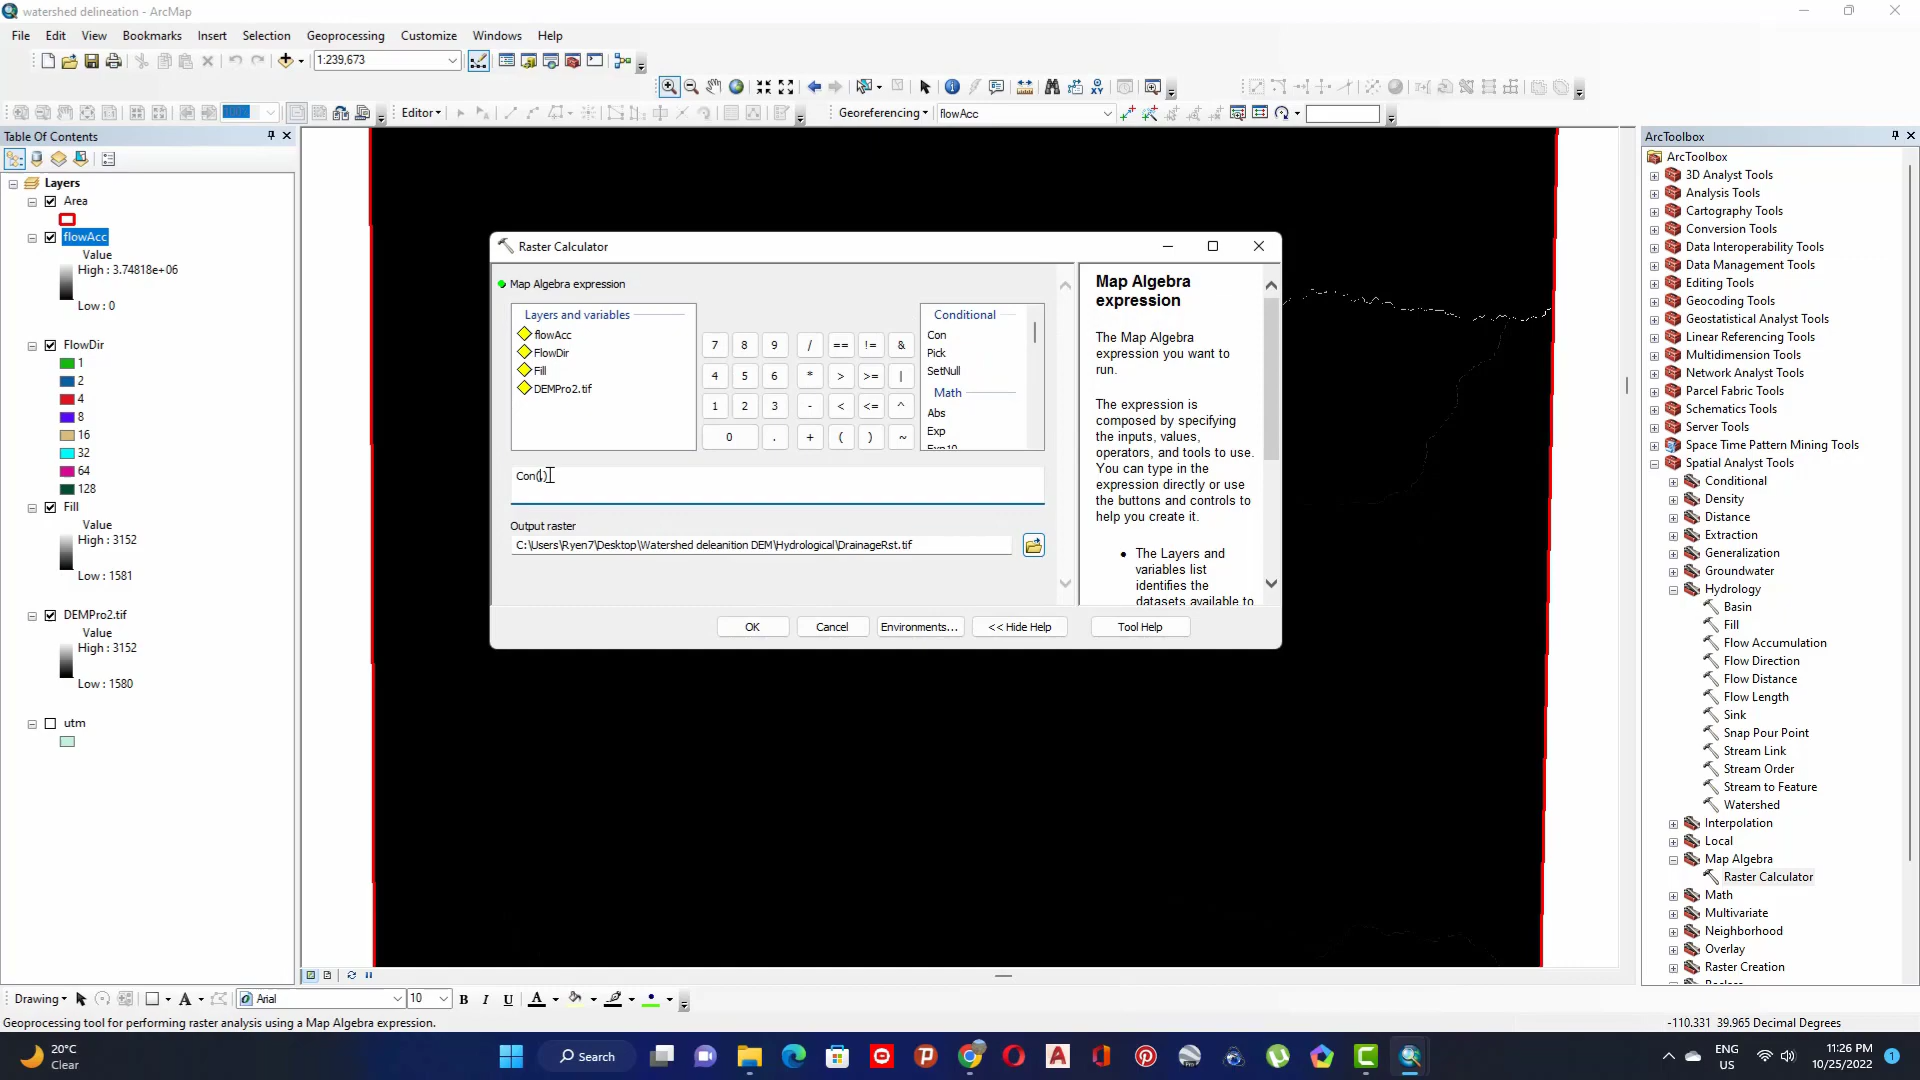 watershed delineation - ArcMap
File Edit View Bookmarks Insert Selection Geoprocessing Customize Windows Help
1:239,673
100%
Editor
Georeferencing
flowAcc
Table Of Contents
Layers
Area
flowAcc
Value
High : 3.74818e+06
Low : 0
FlowDir
1
2
4
8
16
32
64
128
Fill
Value
High : 3152
Low : 1581
DEMPro2.tif
Value
High : 3152
Low : 1580
utm
Raster Calculator
Map Algebra expression
Layers and variables
flowAcc
FlowDir
Fill
DEMPro2.tif
7 8 9 / == != &
4 5 6 * > >= |
1 2 3 - < <= ^
0 . + ( ) ~
Conditional
Con
Pick
SetNull
Math
Abs
Exp
Exp10
Con(,)
Output raster
C:\Users\Ryen7\Desktop\Watershed deleanition DEM\Hydrological\DrainageRst.tif
OK
Cancel
Environments...
<< Hide Help
Tool Help
Map Algebra
expression
The Map Algebra
expression you want to
run.
The expression is
composed by specifying
the inputs, values,
operators, and tools to use.
You can type in the
expression directly or use
the buttons and controls to
help you create it.
• The Layers and
variables list
identifies the
datasets available to
ArcToolbox
ArcToolbox
3D Analyst Tools
Analysis Tools
Cartography Tools
Conversion Tools
Data Interoperability Tools
Data Management Tools
Editing Tools
Geocoding Tools
Geostatistical Analyst Tools
Linear Referencing Tools
Multidimension Tools
Network Analyst Tools
Parcel Fabric Tools
Schematics Tools
Server Tools
Space Time Pattern Mining Tools
Spatial Analyst Tools
Conditional
Density
Distance
Extraction
Generalization
Groundwater
Hydrology
Basin
Fill
Flow Accumulation
Flow Direction
Flow Distance
Flow Length
Sink
Snap Pour Point
Stream Link
Stream Order
Stream to Feature
Watershed
Interpolation
Local
Map Algebra
Raster Calculator
Math
Multivariate
Neighborhood
Overlay
Raster Creation
Drawing
A
Arial
10
B I U A
Geoprocessing tool for performing raster analysis using a Map Algebra expression.
-110.331 39.965 Decimal Degrees
20°C
Clear
Search
ENG
US
11:26 PM
10/25/2022
1